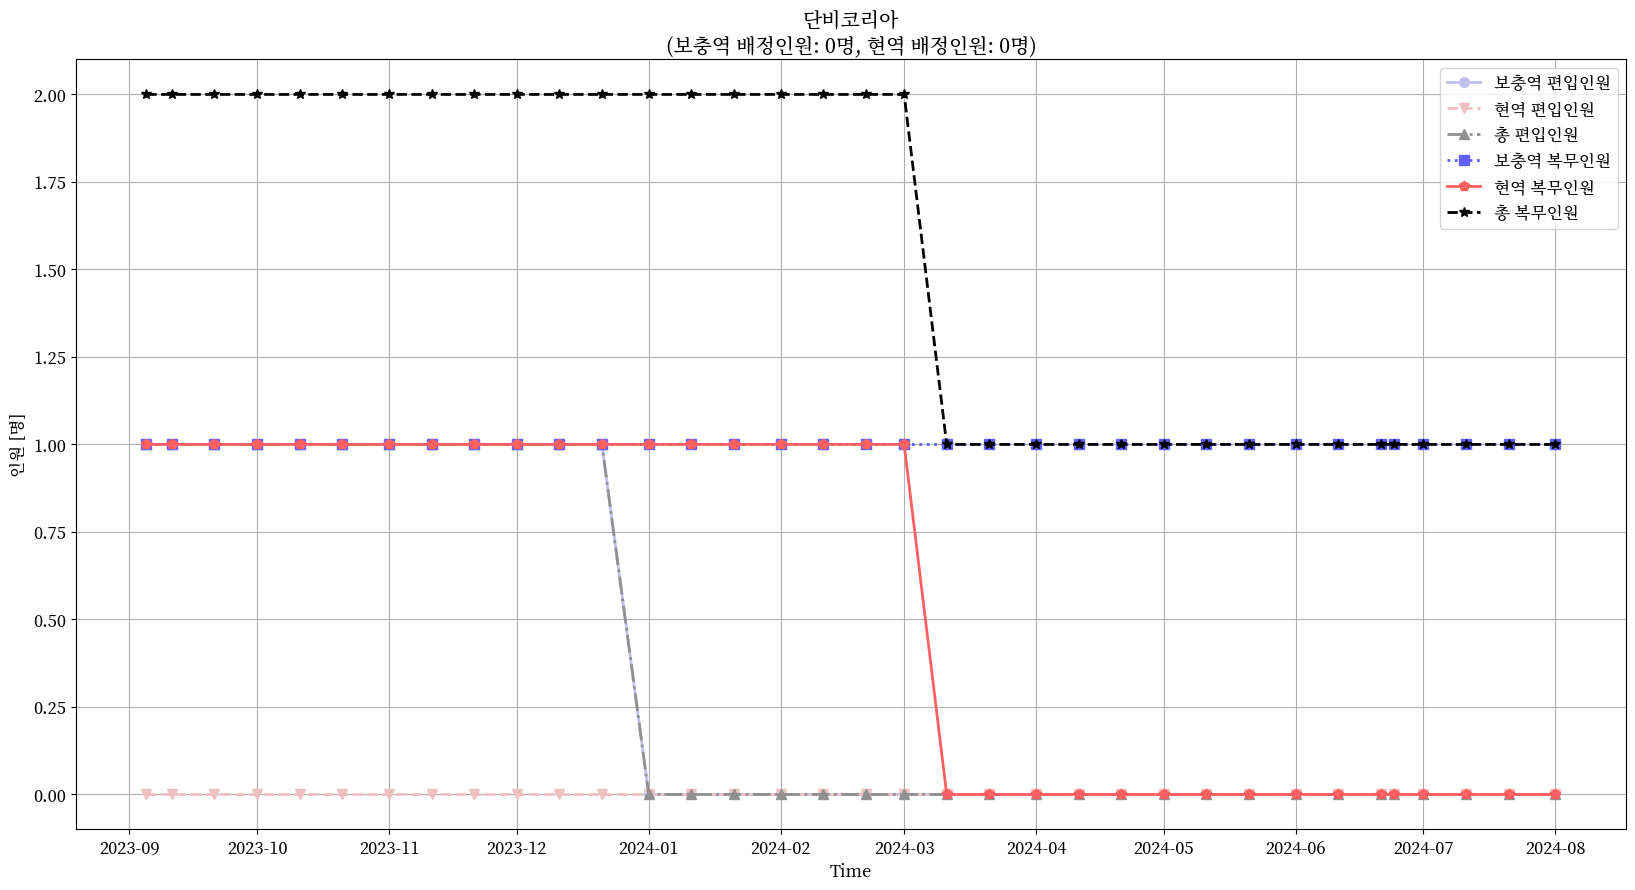 단비코리아
(보충역 배정인원: 0명, 현역 배정인원: 0명)
보충역 편입인원
현역 편입인원
총 편입인원
보충역 복무인원
현역 복무인원
총 복무인원
2.00
1.75
1.50
1.25
1.00
0.75
0.50
0.25
0.00
인원 [명]
2023-09 2023-10 2023-11 2023-12 2024-01 2024-02 2024-03 2024-04 2024-05 2024-06 2024-07 2024-08
Time